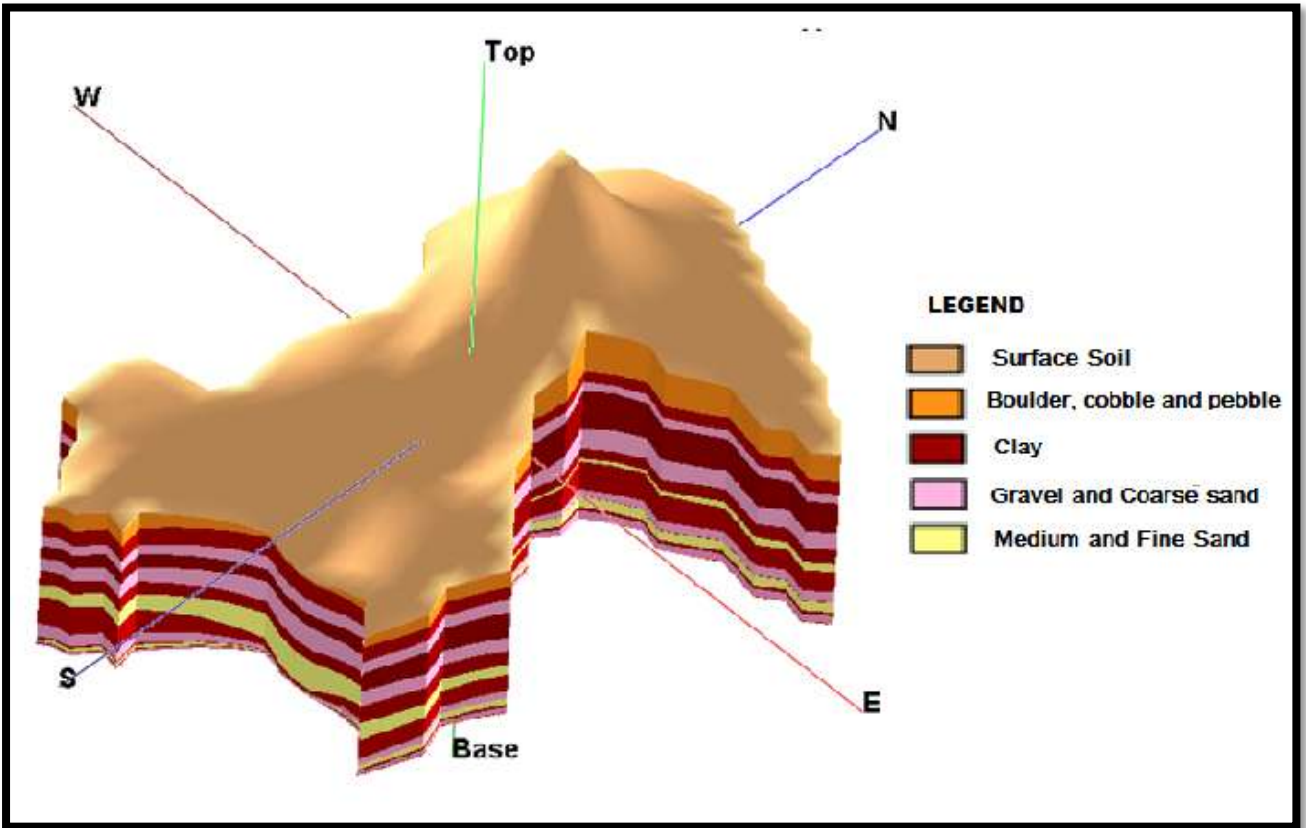 Top
W
N
LEGEND
Surface Soil
Boulder, cobble and pebble
Clay
Gravel and Coarse sand
Medium and Fine Sand
S
E
Base